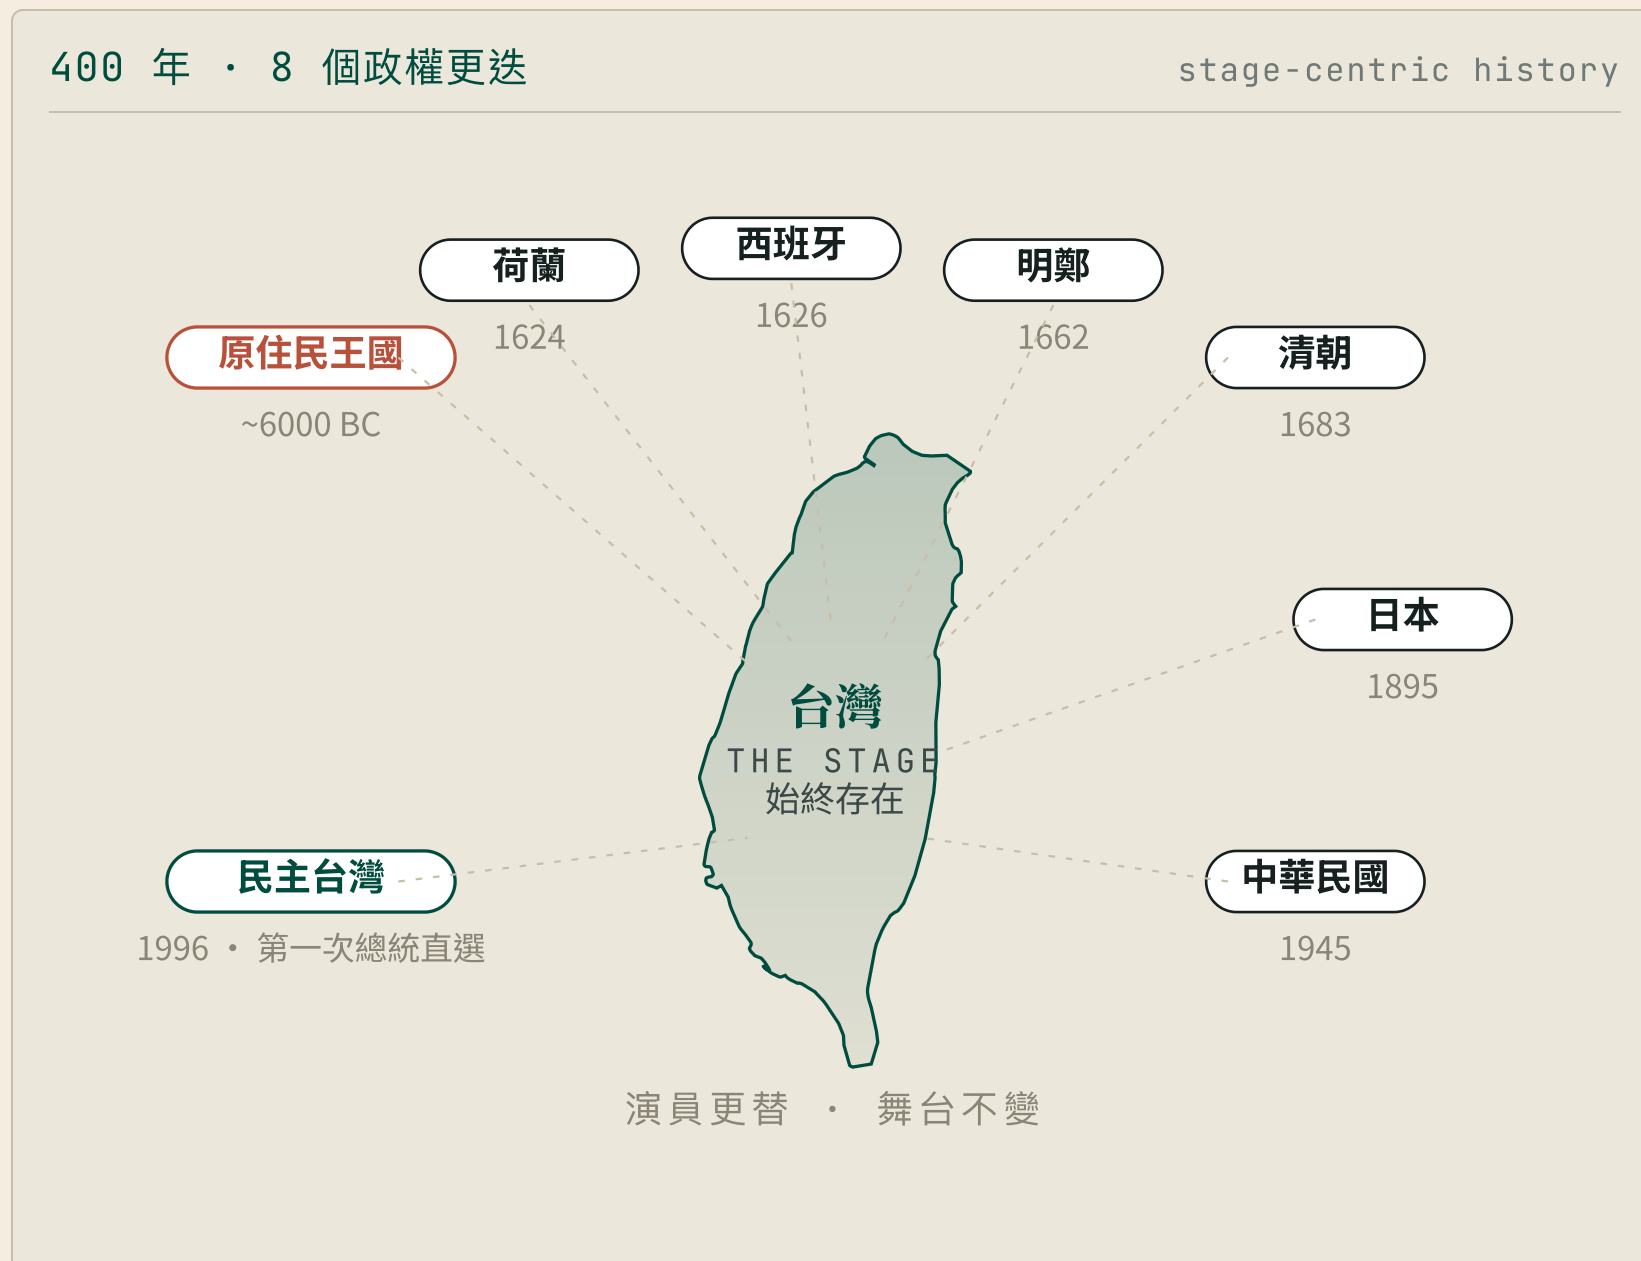 400 年 · 8 個政權更迭
stage-centric history
西班牙
1626
荷蘭
1624
明鄭
1662
原住民王國
~6000 BC
清朝
1683
日本
1895
台灣
THE STAGE
始終存在
民主台灣
1996 · 第一次總統直選
中華民國
1945
演員更替 · 舞台不變